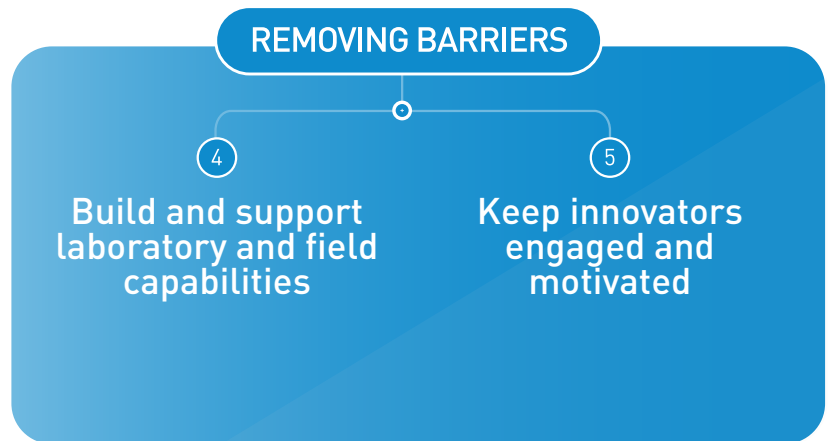 REMOVING BARRIERS
4
Build and support
laboratory and field
capabilities
5
Keep innovators
engaged and
motivated